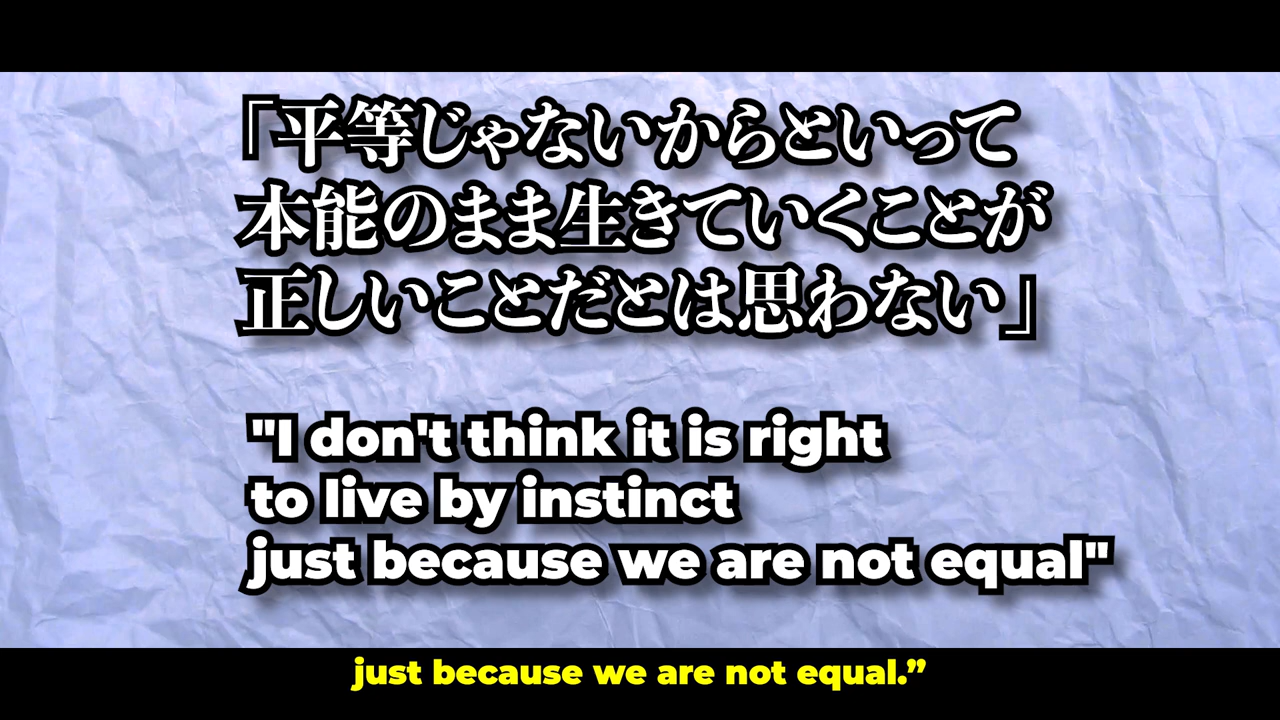 「平等じゃないからといって
本能のまま生きていくことが
正しいことだとは思わない」
"I don't think it is right
to live by instinct
just because we are not equal"
just because we are not equal.”